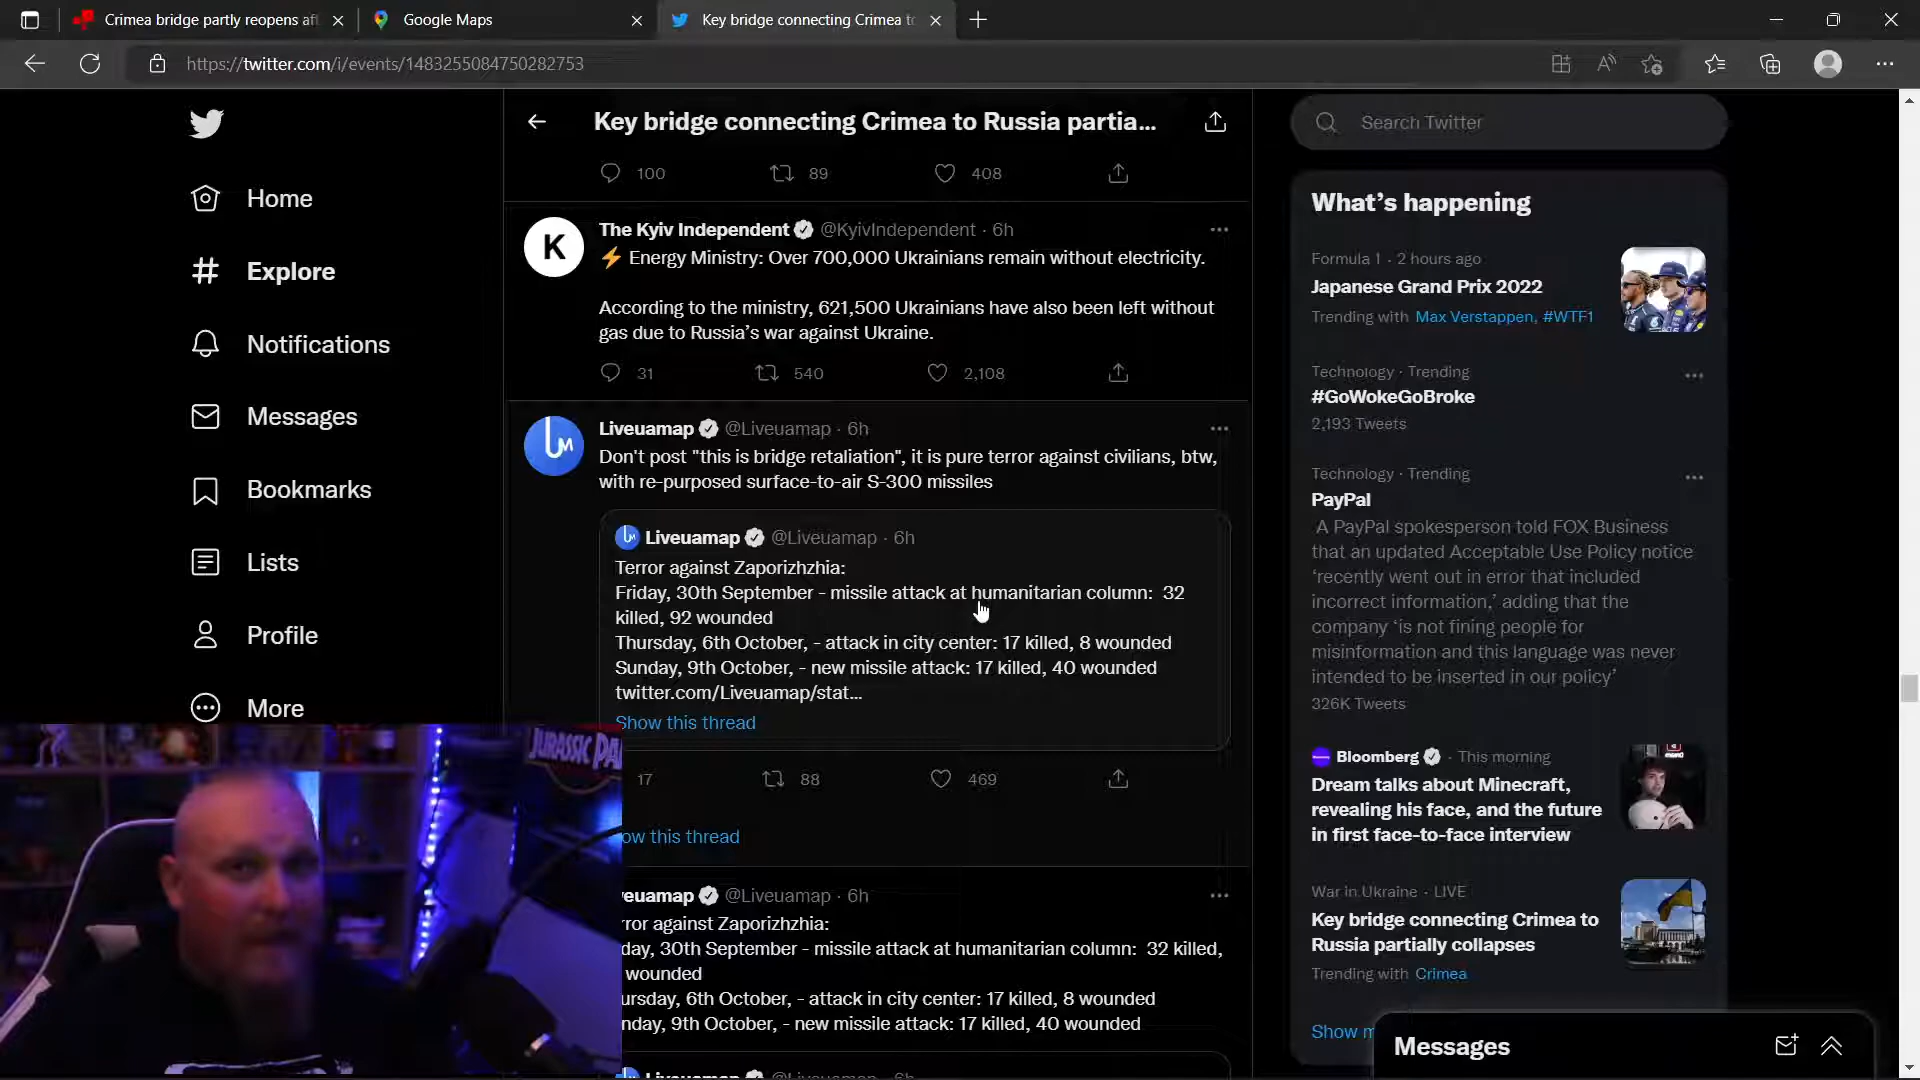 Crimea bridge partly reopens aft
Google Maps
Key bridge connecting Crimea to
https://twitter.com/i/events/1483255084750282753
Home
Explore
Notifications
Messages
Bookmarks
Lists
Profile
More
Key bridge connecting Crimea to Russia partia...
100 89 408
K
The Kyiv Independent @KyivIndependent · 6h
⚡ Energy Ministry: Over 700,000 Ukrainians remain without electricity.
According to the ministry, 621,500 Ukrainians have also been left without
gas due to Russia's war against Ukraine.
31 540 2,108
Liveuamap @Liveuamap · 6h
Don't post "this is bridge retaliation", it is pure terror against civilians, btw,
with re-purposed surface-to-air S-300 missiles
Liveuamap @Liveuamap · 6h
Terror against Zaporizhzhia:
Friday, 30th September - missile attack at humanitarian column: 32
killed, 92 wounded
Thursday, 6th October, - attack in city center: 17 killed, 8 wounded
Sunday, 9th October, - new missile attack: 17 killed, 40 wounded
twitter.com/Liveuamap/stat...
Show this thread
17 88 469
ow this thread
veuamap @Liveuamap · 6h
rror against Zaporizhzhia:
day, 30th September - missile attack at humanitarian column: 32 killed,
wounded
ursday, 6th October, - attack in city center: 17 killed, 8 wounded
nday, 9th October, - new missile attack: 17 killed, 40 wounded
Liveuamap @Liveuamap · 6h
Search Twitter
What's happening
Formula 1 · 2 hours ago
Japanese Grand Prix 2022
Trending with Max Verstappen, #WTF1
Technology · Trending
#GoWokeGoBroke
2,193 Tweets
Technology · Trending
PayPal
A PayPal spokesperson told FOX Business
that an updated Acceptable Use Policy notice
'recently went out in error that included
incorrect information,' adding that the
company 'is not fining people for
misinformation and this language was never
intended to be inserted in our policy'
326K Tweets
Bloomberg · This morning
Dream talks about Minecraft,
revealing his face, and the future
in first face-to-face interview
War in Ukraine · LIVE
Key bridge connecting Crimea to
Russia partially collapses
Trending with Crimea
Show m
Messages
JURASSIC PA